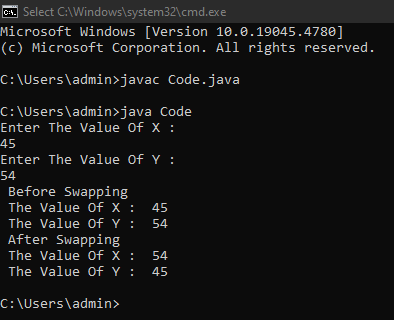 Select C:\Windows\system32\cmd.exe
Microsoft Windows [Version 10.0.19045.4780]
(c) Microsoft Corporation. All rights reserved.
C:\Users\admin>javac Code.java
C:\Users\admin>java Code
Enter The Value Of X :
45
Enter The Value Of Y :
54
Before Swapping
The Value Of X :  45
The Value Of Y :  54
After Swapping
The Value Of X :  54
The Value Of Y :  45
C:\Users\admin>